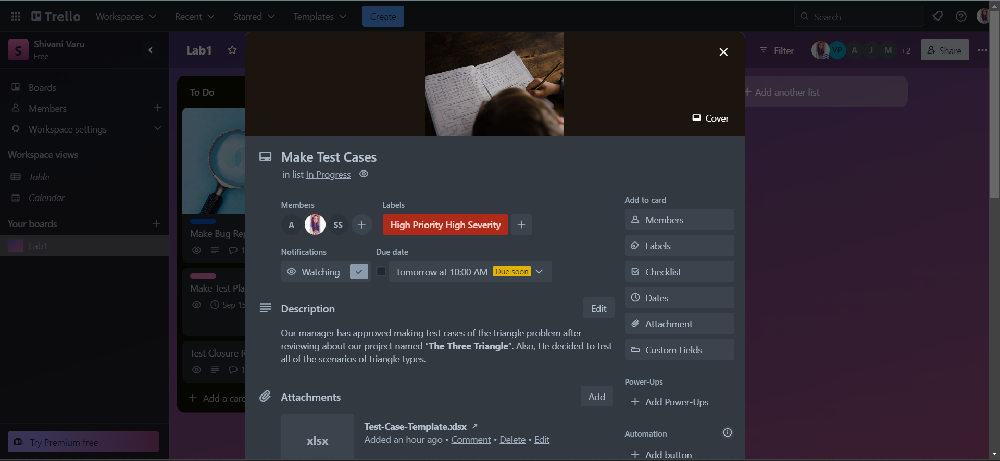 Trello
Workspaces
Recent
Starred
Templates
Create
Search
S
Shivani Varu
Free
Boards
Members
Workspace settings
Workspace views
Table
Calendar
Your boards
Lab1
Try Premium free
Lab1
Filter
VP
A
J
M
+2
Share
To Do
Make Bug Rep
1
Make Test Pla
Sep 15
Test Closure R
1
Add a card
Add another list
Cover
Make Test Cases
in list In Progress
Members
A
SS
Labels
High Priority High Severity
Notifications
Watching
Due date
tomorrow at 10:00 AM Due soon
Description
Edit
Our manager has approved making test cases of the triangle problem after
reviewing about our project named “The Three Triangle“. Also, He decided to test
all of the scenarios of triangle types.
Attachments
Add
xlsx
Test-Case-Template.xlsx
Added an hour ago • Comment • Delete • Edit
Add to card
Members
Labels
Checklist
Dates
Attachment
Custom Fields
Power-Ups
Add Power-Ups
Automation
Add button